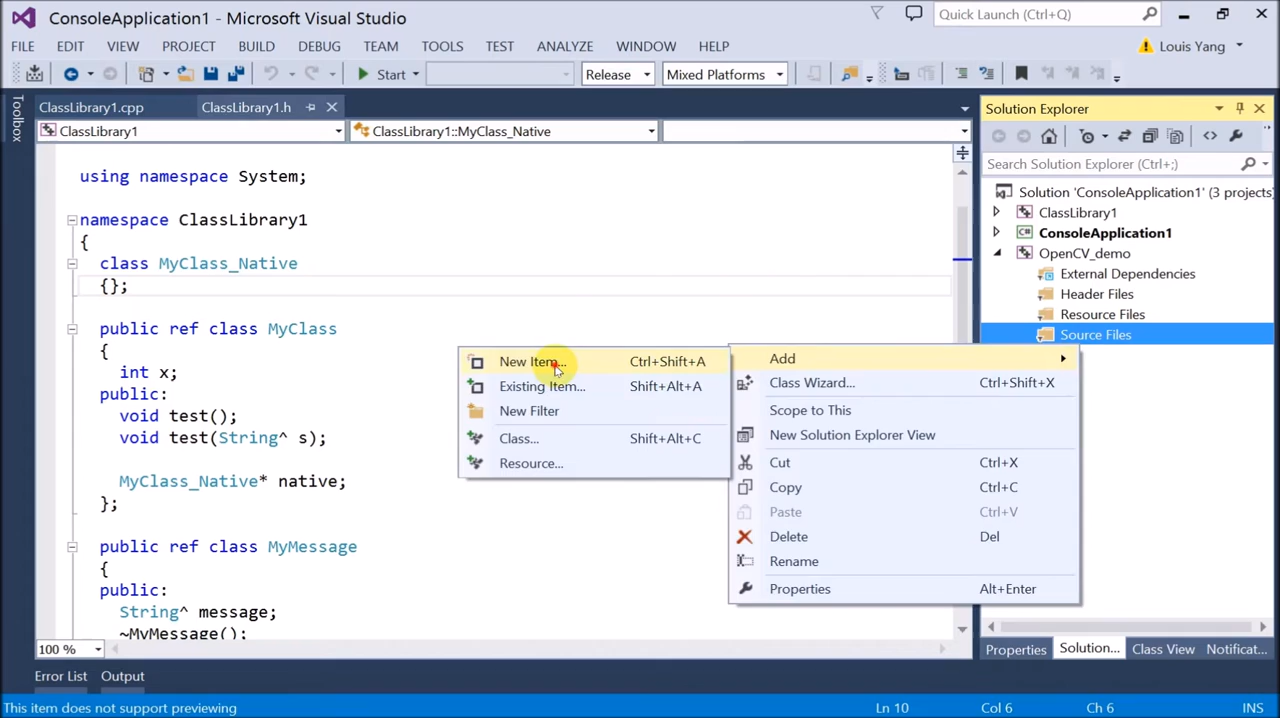 ConsoleApplication1 - Microsoft Visual Studio
Quick Launch (Ctrl+Q)
FILE EDIT VIEW PROJECT BUILD DEBUG TEAM TOOLS TEST ANALYZE WINDOW HELP
Louis Yang
Start
Release
Mixed Platforms
Toolbox
ClassLibrary1.cpp
ClassLibrary1.h
ClassLibrary1
ClassLibrary1::MyClass_Native
using namespace System;
namespace ClassLibrary1
{
class MyClass_Native
{};
public ref class MyClass
{
int x;
public:
void test();
void test(String^ s);
MyClass_Native* native;
};
public ref class MyMessage
{
public:
String^ message;
~MyMessage();
100 %
New Item... Ctrl+Shift+A
Existing Item... Shift+Alt+A
New Filter
Class... Shift+Alt+C
Resource...
Add
Class Wizard... Ctrl+Shift+X
Scope to This
New Solution Explorer View
Cut Ctrl+X
Copy Ctrl+C
Paste Ctrl+V
Delete Del
Rename
Properties Alt+Enter
Solution Explorer
Search Solution Explorer (Ctrl+;)
Solution 'ConsoleApplication1' (3 projects)
ClassLibrary1
C# ConsoleApplication1
OpenCV_demo
External Dependencies
Header Files
Resource Files
Source Files
Properties Solution... Class View Notificat...
Error List Output
This item does not support previewing
Ln 10 Col 6 Ch 6 INS